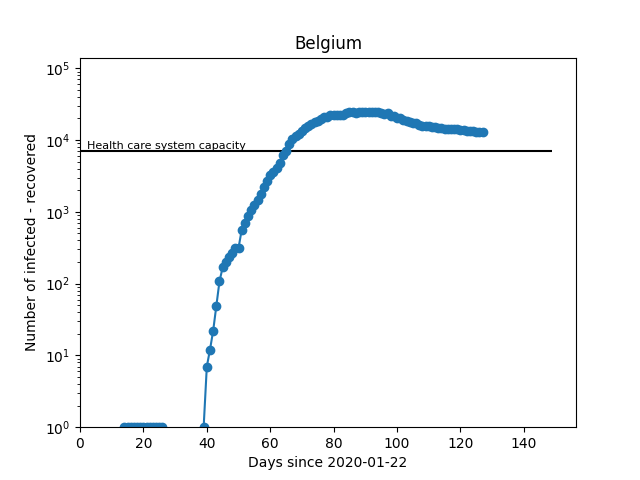 Belgium
Number of infected - recovered
10^5
10^4
10^3
10^2
10^1
10^0
Health care system capacity
0 20 40 60 80 100 120 140
Days since 2020-01-22